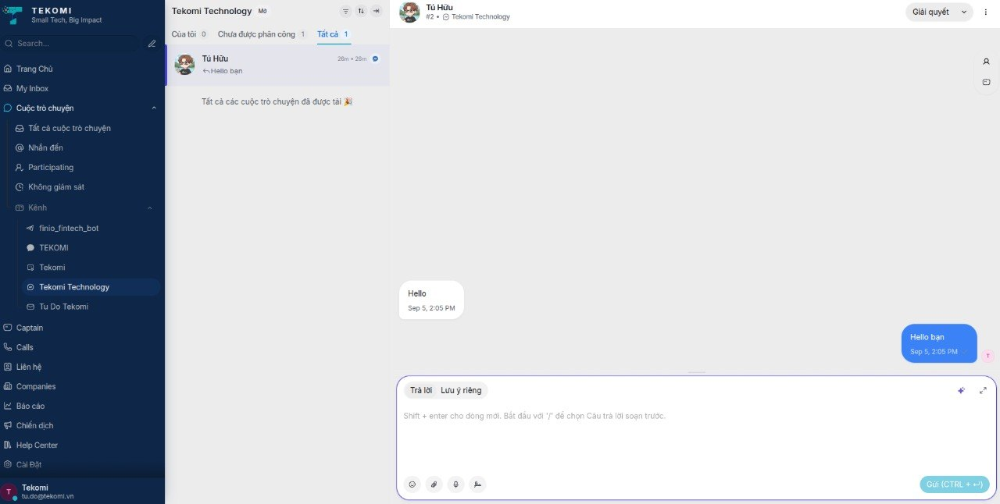 TEKOMI
Small Tech, Big Impact
Search...
Trang Chủ
My Inbox
Cuộc trò chuyện
Tất cả cuộc trò chuyện
Nhắn đến
Participating
Không giám sát
Kênh
finio_fintech_bot
TEKOMI
Tekomi
Tekomi Technology
Tu Do Tekomi
Captain
Calls
Liên hệ
Companies
Báo cáo
Chiến dịch
Help Center
Cài Đặt
T
Tekomi
tu.do@tekomi.vn
Tekomi Technology Mở
Của tôi 0 Chưa được phân công 1 Tất cả 1
Tú Hữu 26m • 26m
Hello bạn
Tất cả các cuộc trò chuyện đã được tải 🎉
Tú Hữu
#2 • Tekomi Technology
Giải quyết
Hello
Sep 5, 2:05 PM
Hello bạn
Sep 5, 2:05 PM
T
Trả lời Lưu ý riêng
Shift + enter cho dòng mới. Bắt đầu với '/' để chọn Câu trả lời soạn trước.
Gửi (CTRL + ↵)